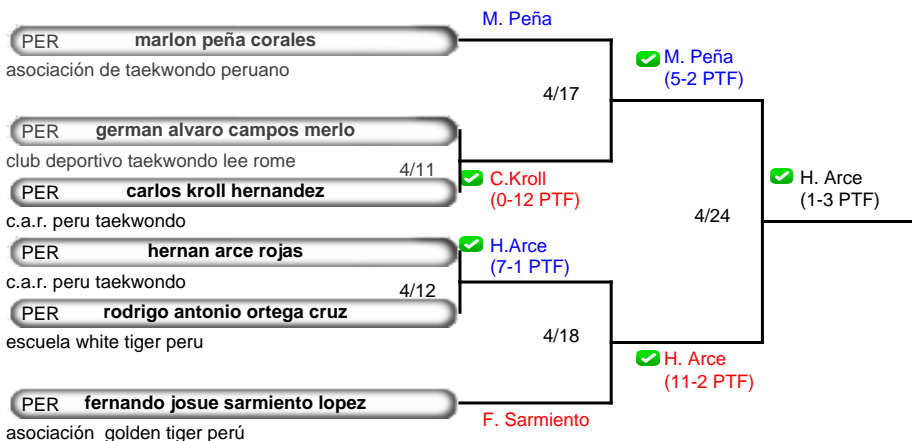 M. Peña
PER marlon peña corales
asociación de taekwondo peruano
M. Peña
(5-2 PTF)
4/17
PER german alvaro campos merlo
club deportivo taekwondo lee rome
4/11
C.Kroll
(0-12 PTF)
PER carlos kroll hernandez
c.a.r. peru taekwondo
H. Arce
(1-3 PTF)
4/24
PER hernan arce rojas
H.Arce
(7-1 PTF)
c.a.r. peru taekwondo
4/12
PER rodrigo antonio ortega cruz
escuela white tiger peru
4/18
H. Arce
(11-2 PTF)
PER fernando josue sarmiento lopez
F. Sarmiento
asociación golden tiger perú